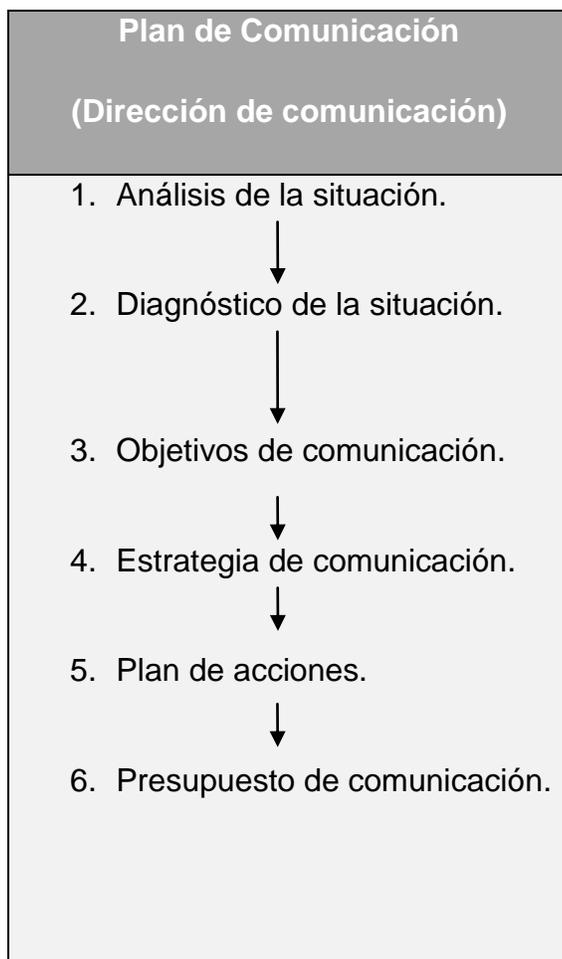 Plan de Comunicación
(Dirección de comunicación)
1. Análisis de la situación.
2. Diagnóstico de la situación.
3. Objetivos de comunicación.
4. Estrategia de comunicación.
5. Plan de acciones.
6. Presupuesto de comunicación.